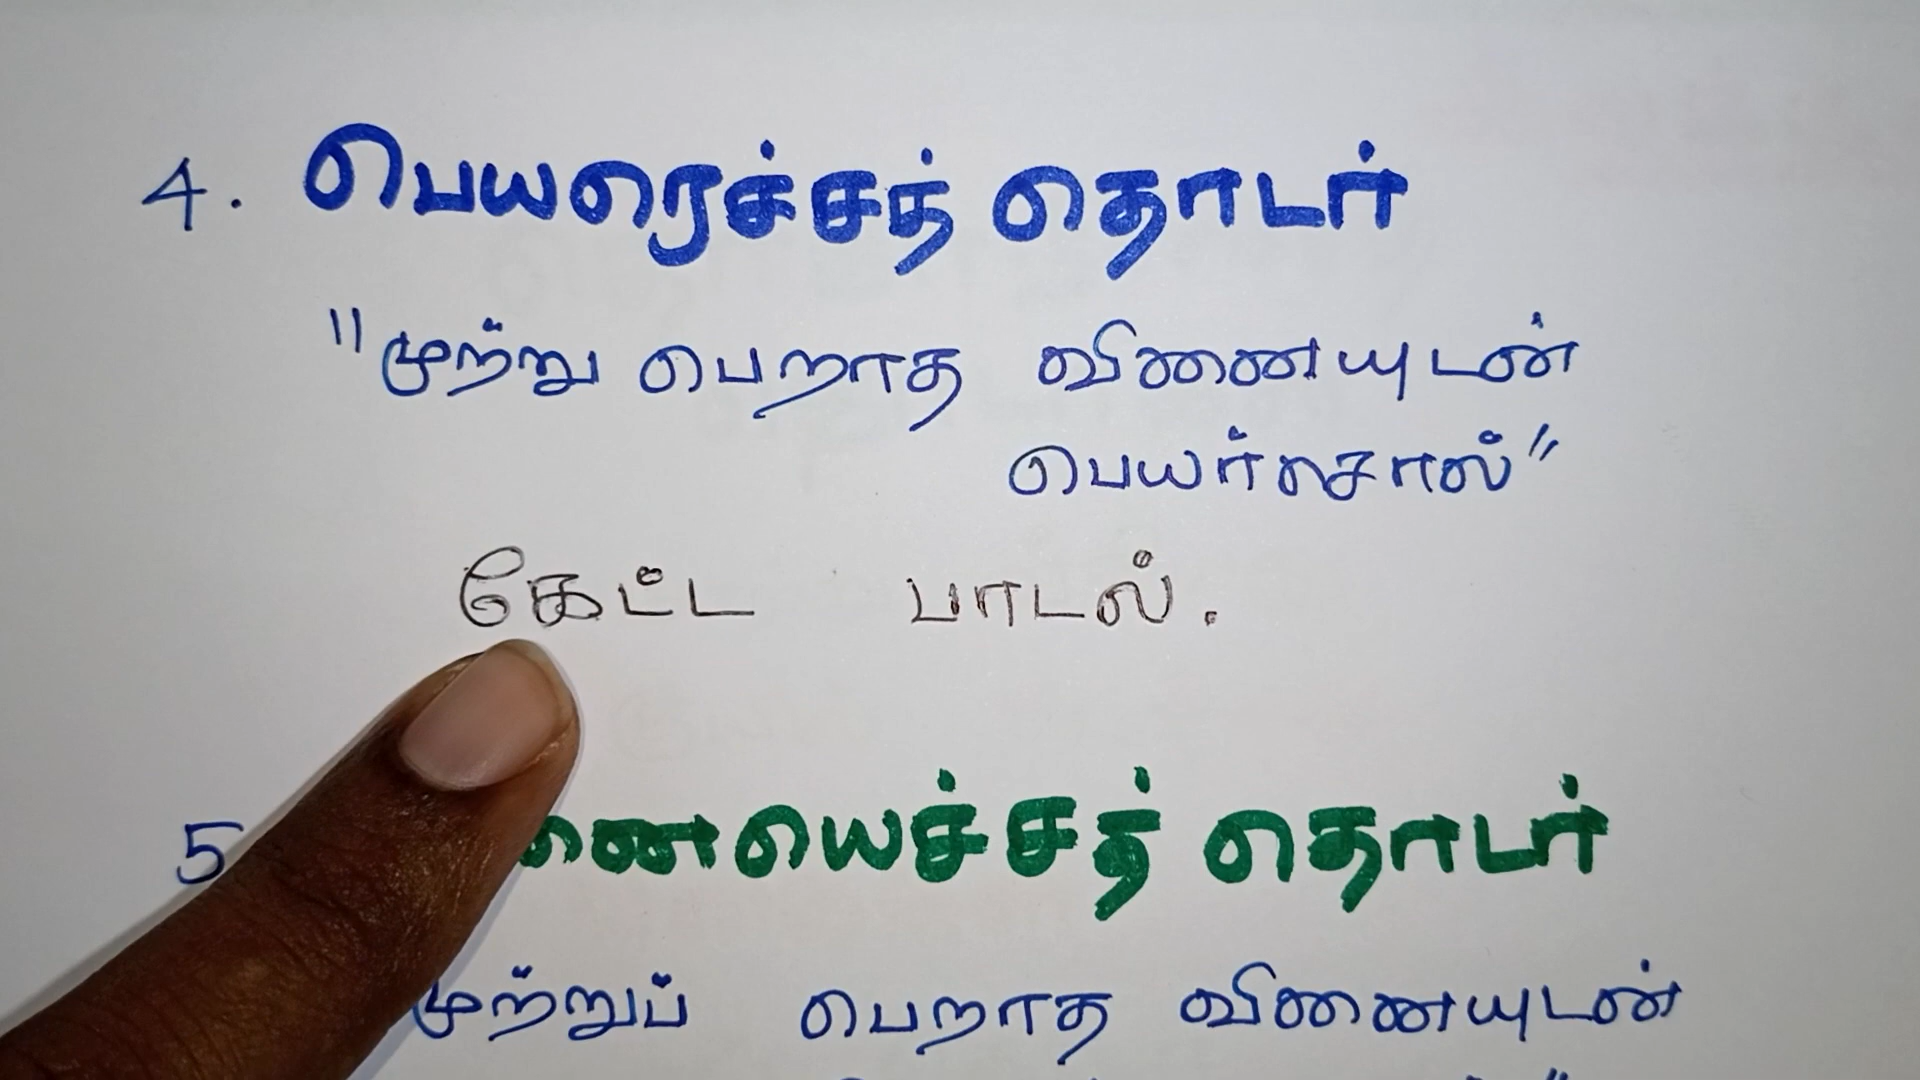 4. பெயரெச்சத் தொடர்
"முற்று பெறாத வினையுடன்
பெயர்சொல்"
கேட்ட பாடல்.
5 னையெச்சத் தொடர்
முற்றுப் பெறாத வினையுடன்